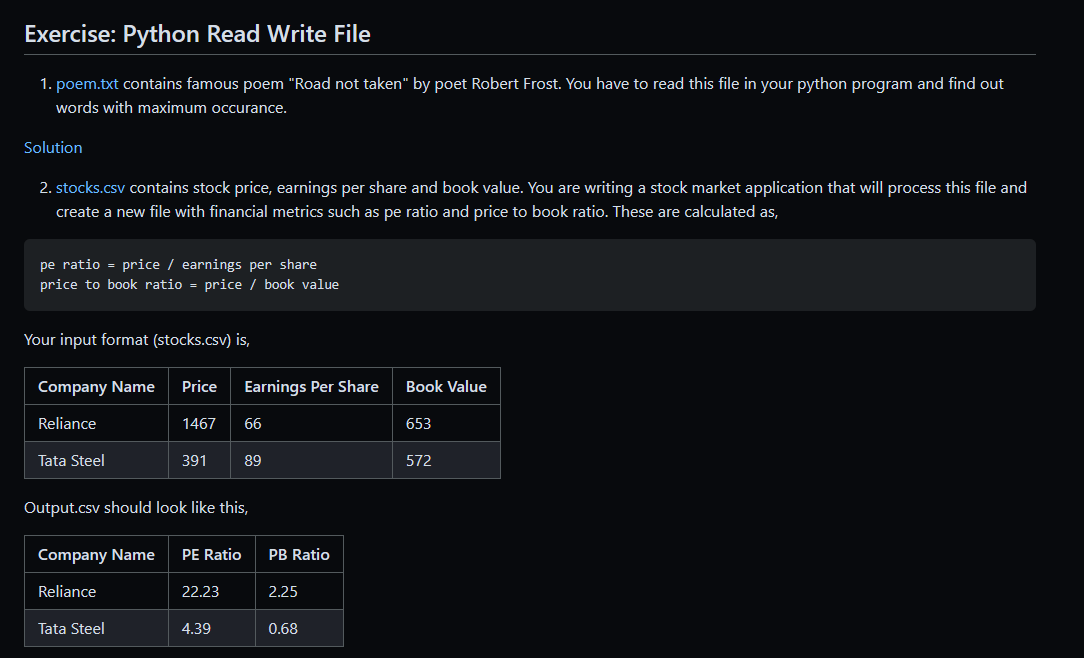 Exercise: Python Read Write File
1. poem.txt contains famous poem "Road not taken" by poet Robert Frost. You have to read this file in your python program and find out
words with maximum occurance.
Solution
2. stocks.csv contains stock price, earnings per share and book value. You are writing a stock market application that will process this file and
create a new file with financial metrics such as pe ratio and price to book ratio. These are calculated as,
pe ratio = price / earnings per share
price to book ratio = price / book value
Your input format (stocks.csv) is,
Company Name Price Earnings Per Share Book Value
Reliance 1467 66 653
Tata Steel 391 89 572
Output.csv should look like this,
Company Name PE Ratio PB Ratio
Reliance 22.23 2.25
Tata Steel 4.39 0.68